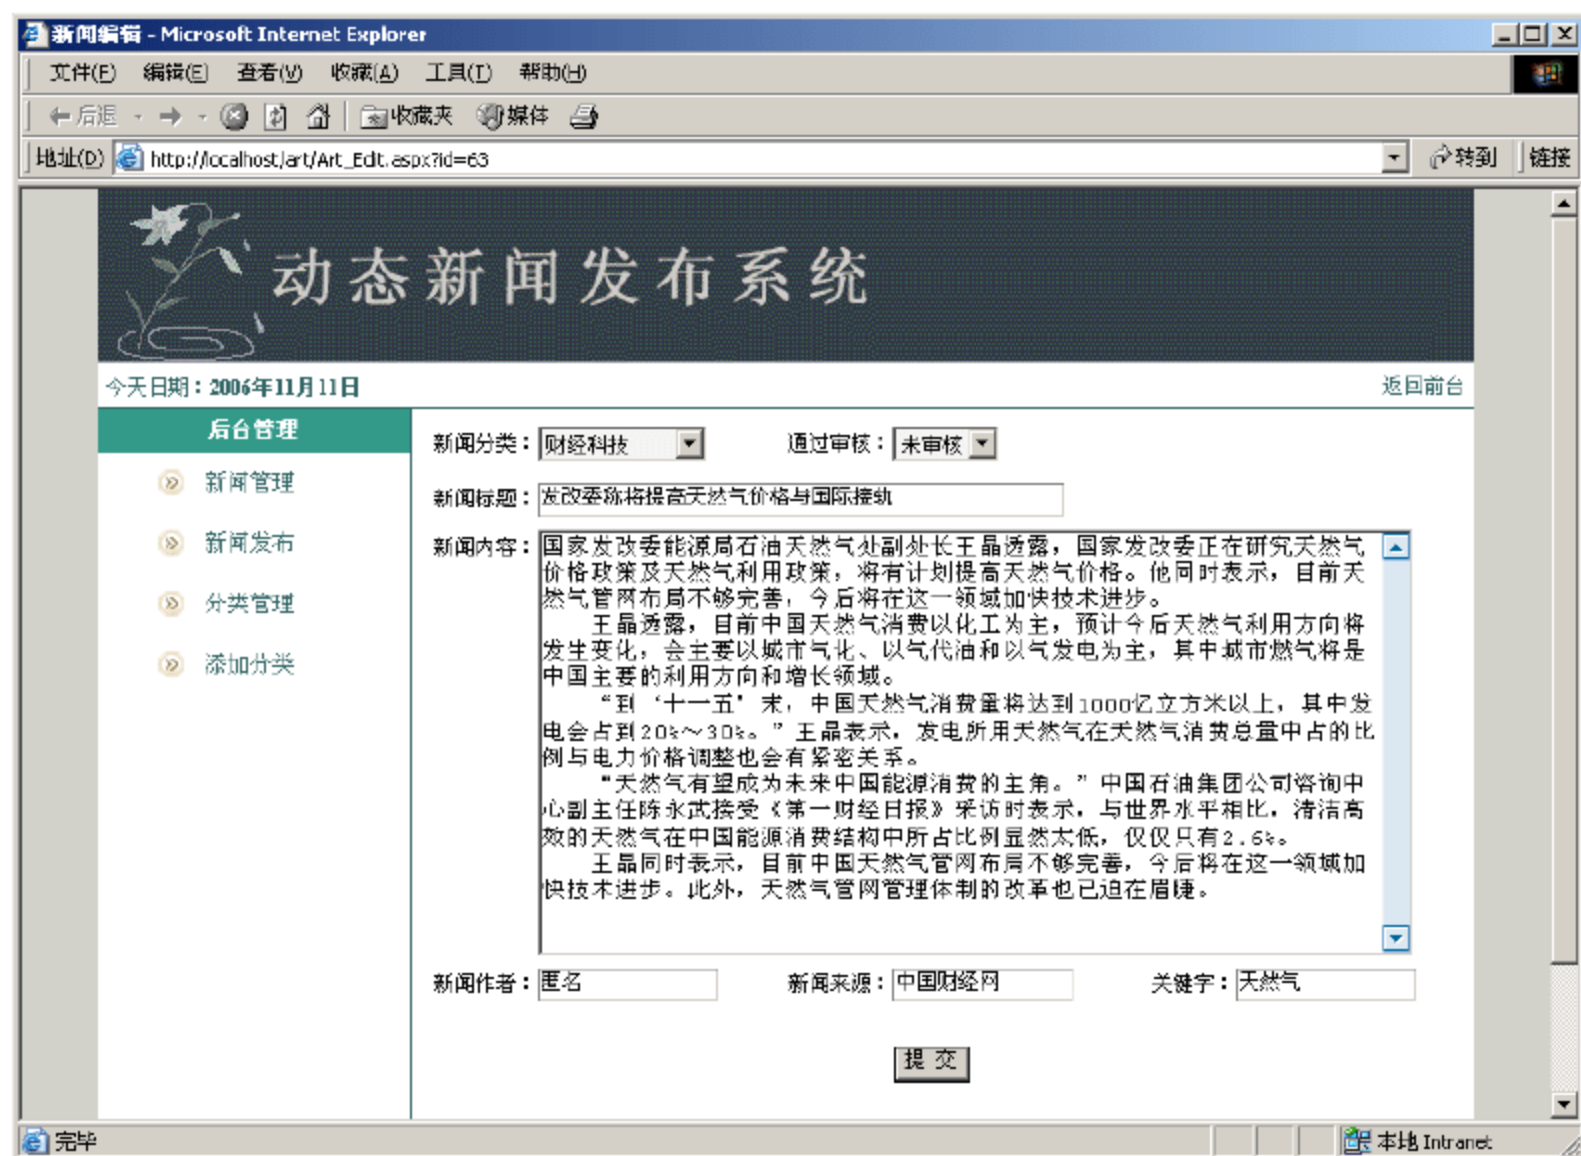 新闻编辑 - Microsoft Internet Explorer
文件(F) 编辑(E) 查看(V) 收藏(A) 工具(T) 帮助(H)
后退 收藏夹 媒体
地址(D) http://localhost/art/Art_Edit.aspx?id=63 转到 链接
动态新闻发布系统
今天日期：2006年11月11日 返回前台
后台管理
新闻管理
新闻发布
分类管理
添加分类
新闻分类： 财经科技 通过审核： 未审核
新闻标题： 发改委称将提高天然气价格与国际接轨
新闻内容： 国家发改委能源局石油天然气处副处长王晶透露，国家发改委正在研究天然气
价格政策及天然气利用政策，将有计划提高天然气价格。他同时表示，目前天
然气管网布局不够完善，今后将在这一领域加快技术进步。
王晶透露，目前中国天然气消费以化工为主，预计今后天然气利用方向将
发生变化，会主要以城市气化、以气代油和以气发电为主，其中城市燃气将是
中国主要的利用方向和增长领域。
“到‘十一五’末，中国天然气消费量将达到1000亿立方米以上，其中发
电会占到20%～30%。”王晶表示，发电所用天然气在天然气消费总量中占的比
例与电力价格调整也会有紧密关系。
“天然气有望成为未来中国能源消费的主角。”中国石油集团公司咨询中
心副主任陈永武接受《第一财经日报》采访时表示，与世界水平相比，清洁高
效的天然气在中国能源消费结构中所占比例显然太低，仅仅只有2.6%。
王晶同时表示，目前中国天然气管网布局不够完善，今后将在这一领域加
快技术进步。此外，天然气管网管理体制的改革也已迫在眉睫。
新闻作者： 匿名 新闻来源： 中国财经网 关键字： 天然气
提 交
完毕 本地 Intranet